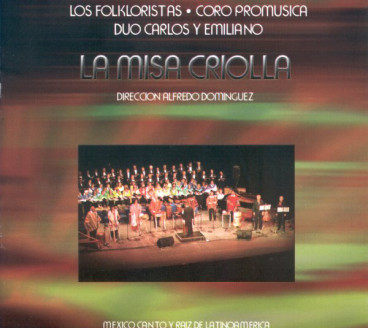 LOS FOLKLORISTAS • CORO PROMUSICA
DUO CARLOS Y EMILIANO
LA MISA CRIOLLA
DIRECCION ALFREDO DOMINGUEZ
MEXICO CANTO Y RAIZ DE LATINOAMERICA